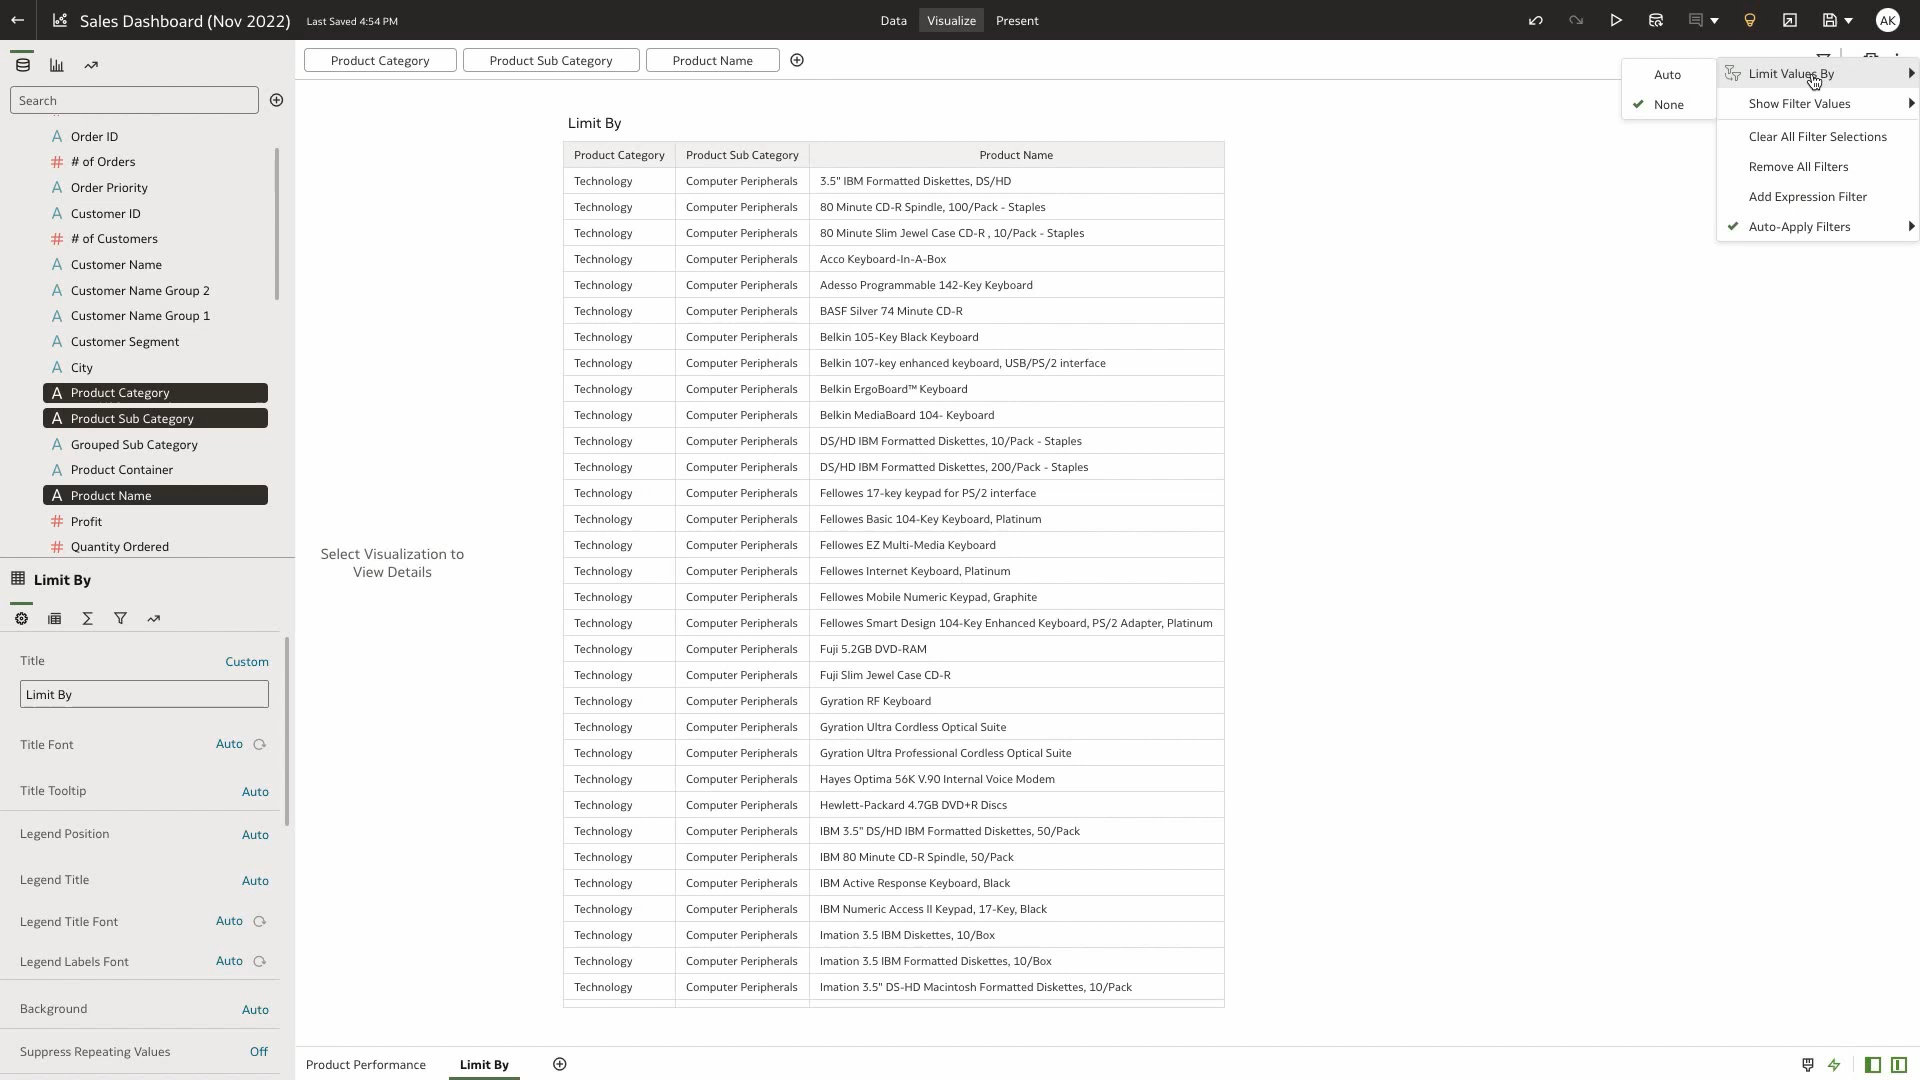 Sales Dashboard (Nov 2022)
Last Saved 4:54 PM
Data
Visualize
Present
AK
Search
Order ID
# of Orders
Order Priority
Customer ID
# of Customers
Customer Name
Customer Name Group 2
Customer Name Group 1
Customer Segment
City
Product Category
Product Sub Category
Grouped Sub Category
Product Container
Product Name
Profit
Quantity Ordered
Limit By
Title
Custom
Limit By
Title Font
Auto
Title Tooltip
Auto
Legend Position
Auto
Legend Title
Auto
Legend Title Font
Auto
Legend Labels Font
Auto
Background
Auto
Suppress Repeating Values
Off
Product Category
Product Sub Category
Product Name
Select Visualization to
View Details
Limit By
Product Category Product Sub Category Product Name
Technology Computer Peripherals 3.5" IBM Formatted Diskettes, DS/HD
Technology Computer Peripherals 80 Minute CD-R Spindle, 100/Pack - Staples
Technology Computer Peripherals 80 Minute Slim Jewel Case CD-R , 10/Pack - Staples
Technology Computer Peripherals Acco Keyboard-In-A-Box
Technology Computer Peripherals Adesso Programmable 142-Key Keyboard
Technology Computer Peripherals BASF Silver 74 Minute CD-R
Technology Computer Peripherals Belkin 105-Key Black Keyboard
Technology Computer Peripherals Belkin 107-key enhanced keyboard, USB/PS/2 interface
Technology Computer Peripherals Belkin ErgoBoard™ Keyboard
Technology Computer Peripherals Belkin MediaBoard 104- Keyboard
Technology Computer Peripherals DS/HD IBM Formatted Diskettes, 10/Pack - Staples
Technology Computer Peripherals DS/HD IBM Formatted Diskettes, 200/Pack - Staples
Technology Computer Peripherals Fellowes 17-key keypad for PS/2 interface
Technology Computer Peripherals Fellowes Basic 104-Key Keyboard, Platinum
Technology Computer Peripherals Fellowes EZ Multi-Media Keyboard
Technology Computer Peripherals Fellowes Internet Keyboard, Platinum
Technology Computer Peripherals Fellowes Mobile Numeric Keypad, Graphite
Technology Computer Peripherals Fellowes Smart Design 104-Key Enhanced Keyboard, PS/2 Adapter, Platinum
Technology Computer Peripherals Fuji 5.2GB DVD-RAM
Technology Computer Peripherals Fuji Slim Jewel Case CD-R
Technology Computer Peripherals Gyration RF Keyboard
Technology Computer Peripherals Gyration Ultra Cordless Optical Suite
Technology Computer Peripherals Gyration Ultra Professional Cordless Optical Suite
Technology Computer Peripherals Hayes Optima 56K V.90 Internal Voice Modem
Technology Computer Peripherals Hewlett-Packard 4.7GB DVD+R Discs
Technology Computer Peripherals IBM 3.5" DS/HD IBM Formatted Diskettes, 50/Pack
Technology Computer Peripherals IBM 80 Minute CD-R Spindle, 50/Pack
Technology Computer Peripherals IBM Active Response Keyboard, Black
Technology Computer Peripherals IBM Numeric Access II Keypad, 17-Key, Black
Technology Computer Peripherals Imation 3.5 IBM Diskettes, 10/Box
Technology Computer Peripherals Imation 3.5 IBM Formatted Diskettes, 10/Box
Technology Computer Peripherals Imation 3.5" DS-HD Macintosh Formatted Diskettes, 10/Pack
Auto
None
Limit Values By
Show Filter Values
Clear All Filter Selections
Remove All Filters
Add Expression Filter
Auto-Apply Filters
Product Performance
Limit By